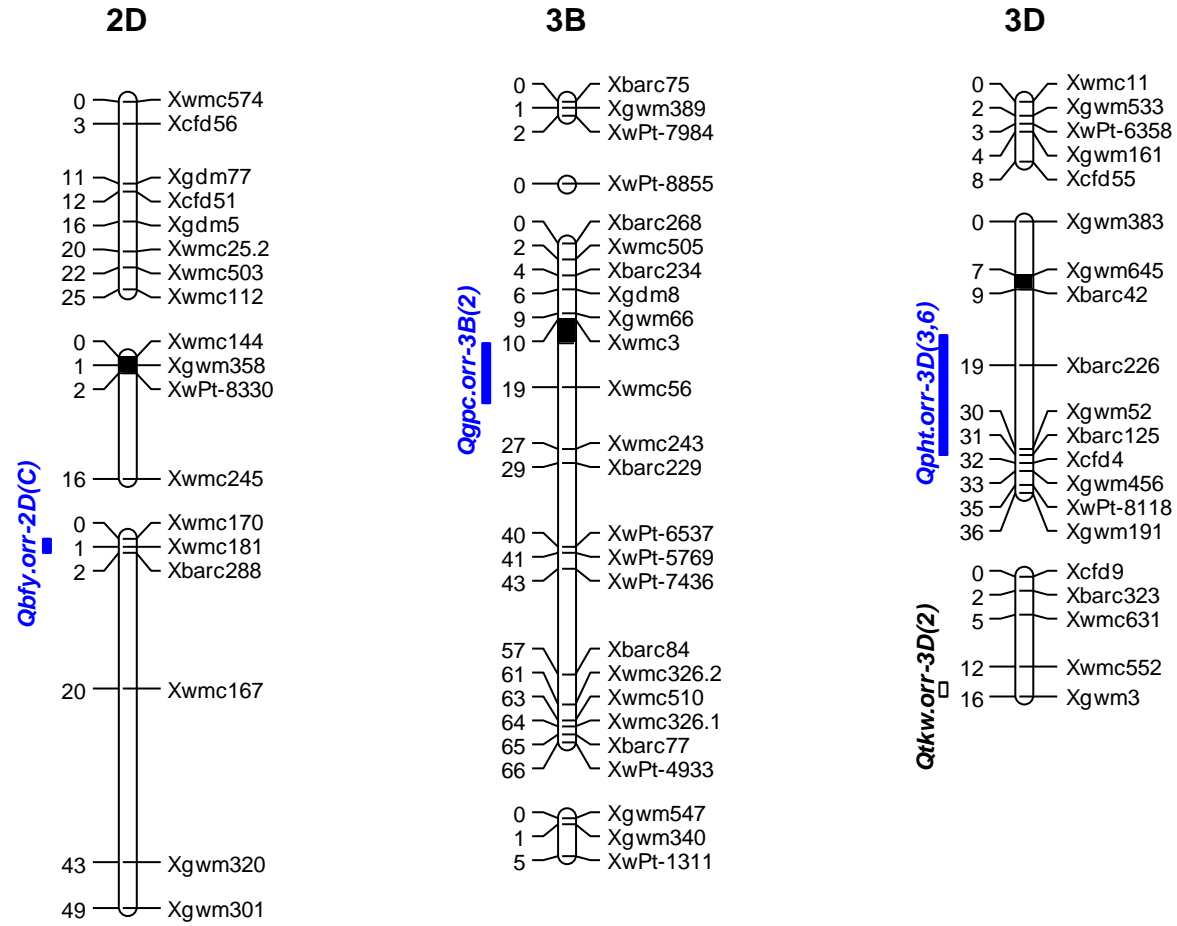 2D
0 Xwmc574
3 Xcfd56
11 Xgdm77
12 Xcfd51
16 Xgdm5
20 Xwmc25.2
22 Xwmc503
25 Xwmc112
0 Xwmc144
1 Xgwm358
2 XwPt-8330
16 Xwmc245
Qbfy.orr-2D(C)
0 Xwmc170
1 Xwmc181
2 Xbarc288
20 Xwmc167
43 Xgwm320
49 Xgwm301
3B
0 Xbarc75
1 Xgwm389
2 XwPt-7984
0 XwPt-8855
Qgpc.orr-3B(2)
0 Xbarc268
2 Xwmc505
4 Xbarc234
6 Xgdm8
9 Xgwm66
10 Xwmc3
19 Xwmc56
27 Xwmc243
29 Xbarc229
40 XwPt-6537
41 XwPt-5769
43 XwPt-7436
57 Xbarc84
61 Xwmc326.2
63 Xwmc510
64 Xwmc326.1
65 Xbarc77
66 XwPt-4933
0 Xgwm547
1 Xgwm340
5 XwPt-1311
3D
0 Xwmc11
2 Xgwm533
3 XwPt-6358
4 Xgwm161
8 Xcfd55
Qpht.orr-3D(3,6)
0 Xgwm383
7 Xgwm645
9 Xbarc42
19 Xbarc226
30 Xgwm52
31 Xbarc125
32 Xcfd4
33 Xgwm456
35 XwPt-8118
36 Xgwm191
Qtkw.orr-3D(2)
0 Xcfd9
2 Xbarc323
5 Xwmc631
12 Xwmc552
16 Xgwm3